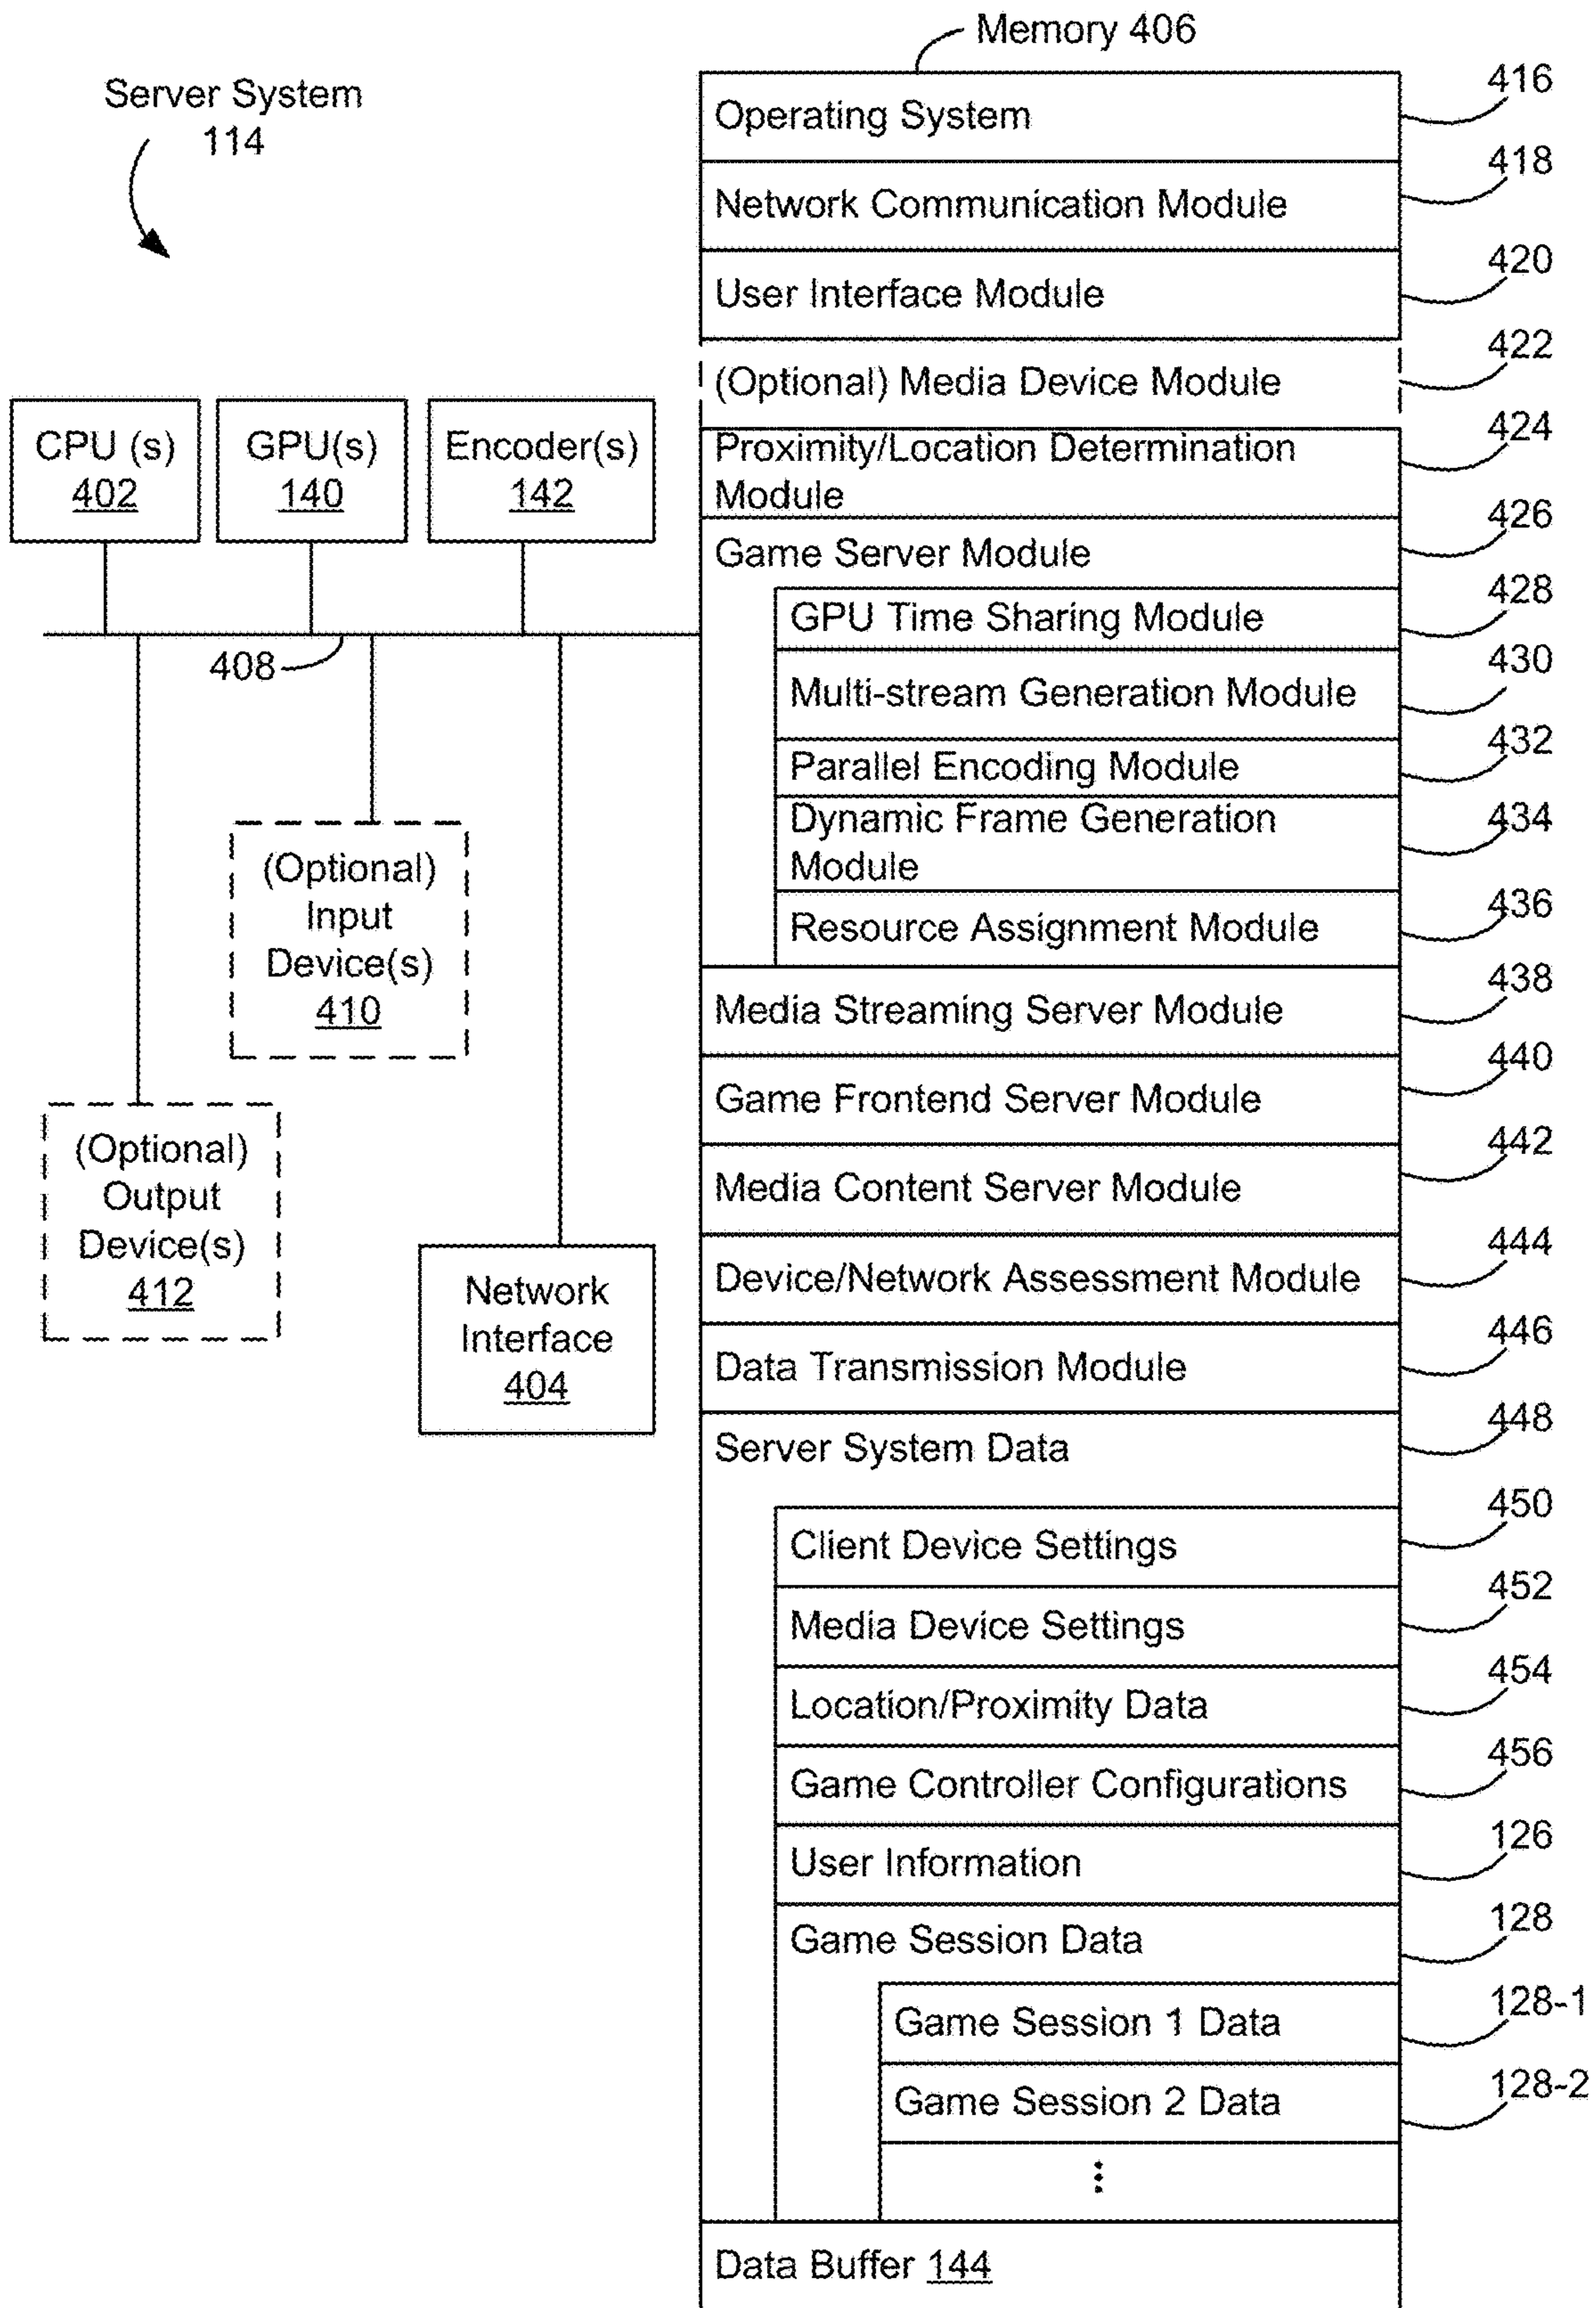 Memory 406
Server System
114
Operating System
416
Network Communication Module
418
User Interface Module
420
(Optional) Media Device Module
422
Proximity/Location Determination
Module
424
Game Server Module
426
GPU Time Sharing Module
428
Multi-stream Generation Module
430
Parallel Encoding Module
432
Dynamic Frame Generation
Module
434
Resource Assignment Module
436
Media Streaming Server Module
438
Game Frontend Server Module
440
Media Content Server Module
442
Device/Network Assessment Module
444
Data Transmission Module
446
Server System Data
448
Client Device Settings
450
Media Device Settings
452
Location/Proximity Data
454
Game Controller Configurations
456
User Information
126
Game Session Data
128
Game Session 1 Data
128-1
Game Session 2 Data
128-2
⋮
Data Buffer 144
CPU (s)
402
GPU(s)
140
Encoder(s)
142
408
(Optional)
Input
Device(s)
410
(Optional)
Output
Device(s)
412
Network
Interface
404